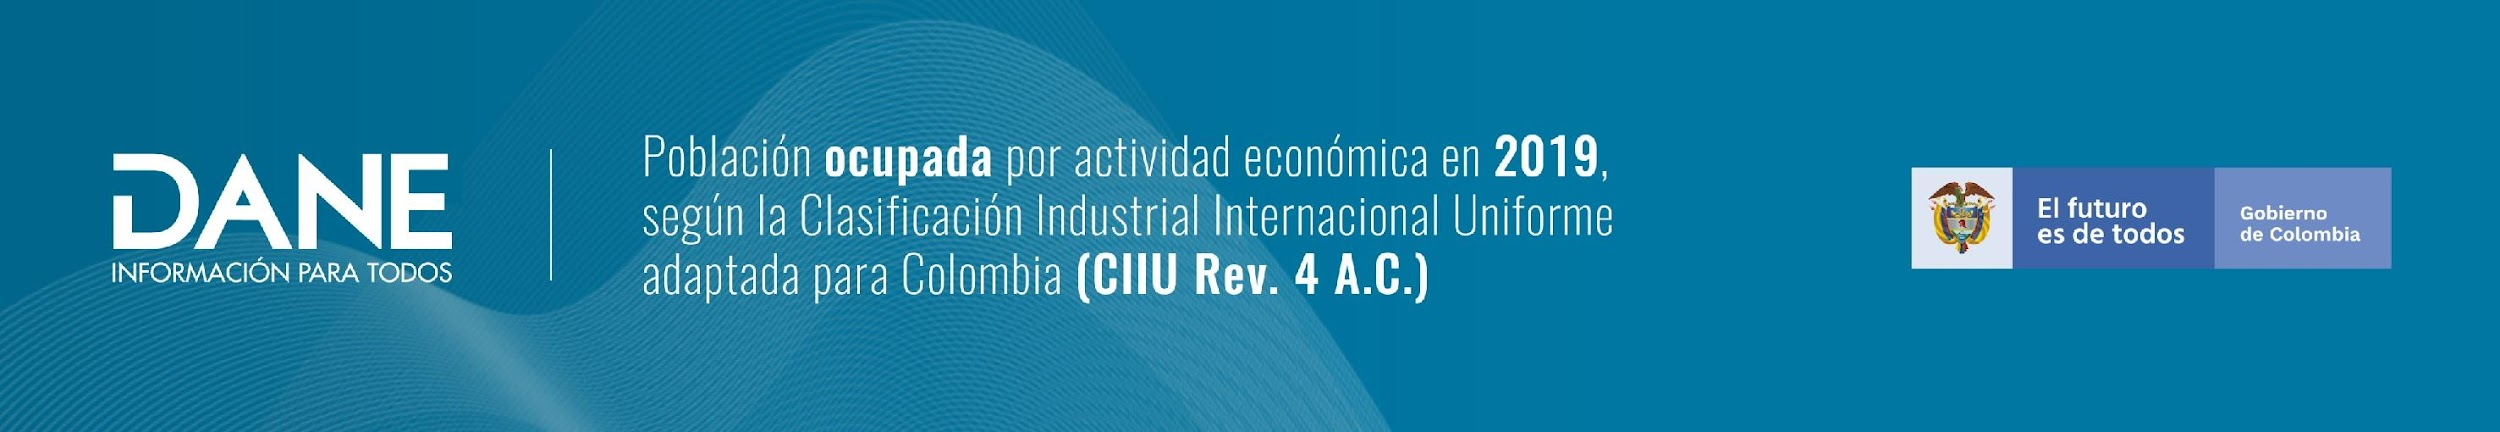 DANE
INFORMACIÓN PARA TODOS
Población ocupada por actividad económica en 2019,
según la Clasificación Industrial Internacional Uniforme
adaptada para Colombia (CIIU Rev. 4 A.C.)
El futuro
es de todos
Gobierno
de Colombia